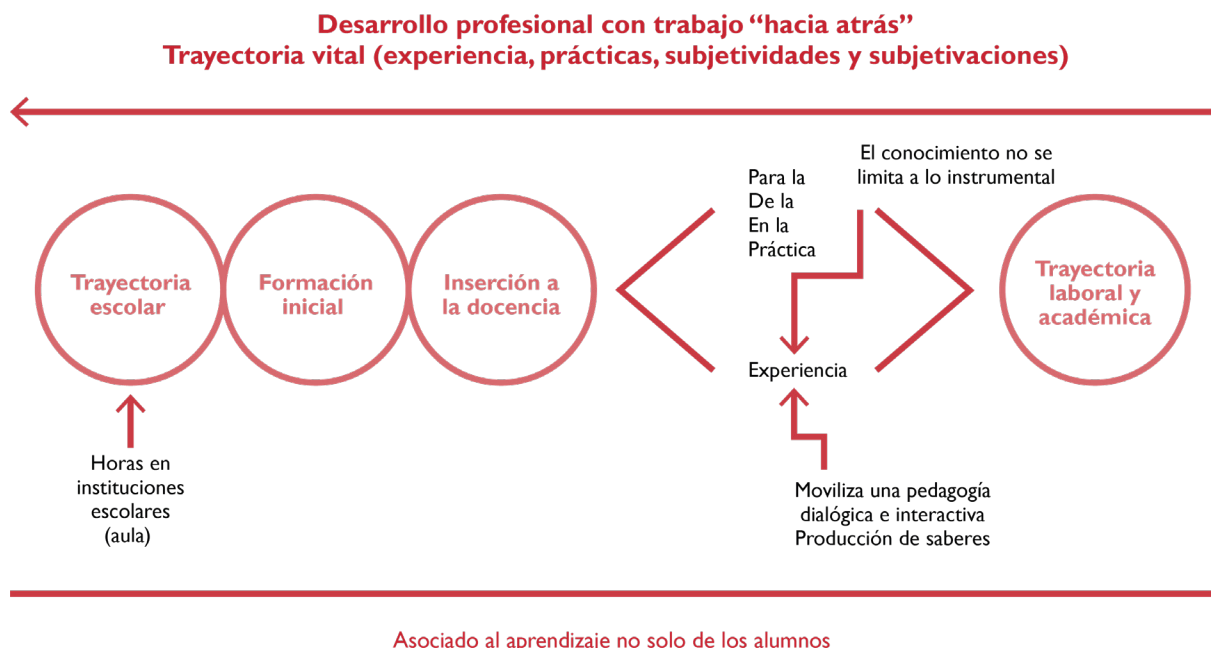 Desarrollo profesional con trabajo “hacia atrás”
Trayectoria vital (experiencia, prácticas, subjetividades y subjetivaciones)
Trayectoria
escolar
Formación
inicial
Inserción a
la docencia
Para la
De la
En la
Práctica
El conocimiento no se
limita a lo instrumental
Experiencia
Trayectoria
laboral y
académica
Horas en
instituciones
escolares
(aula)
Moviliza una pedagogía
dialógica e interactiva
Producción de saberes
Asociado al aprendizaje no solo de los alumnos